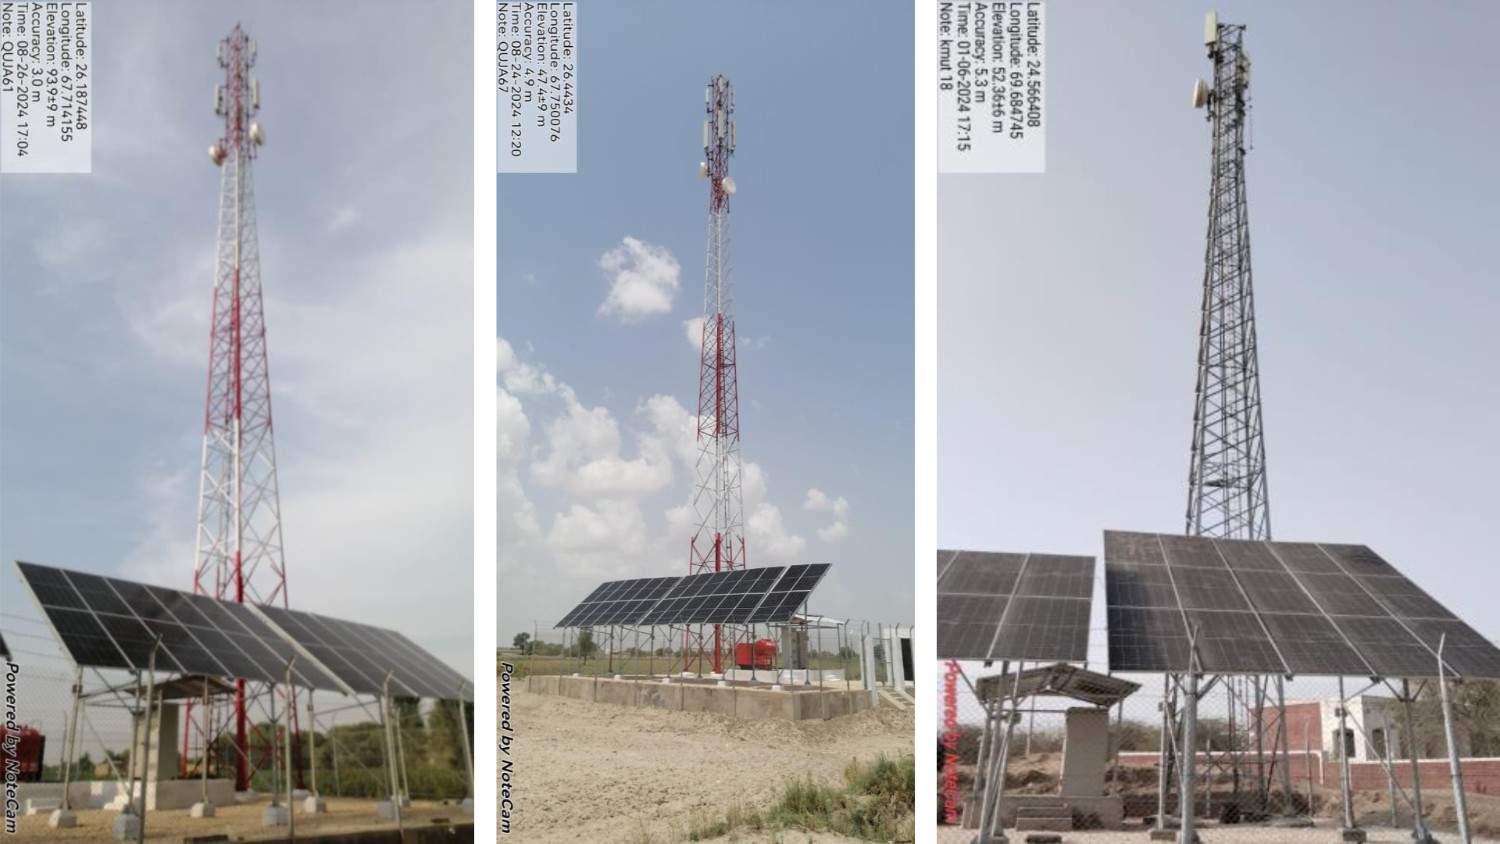 Latitude: 26.187448
Longitude: 67.714155
Elevation: 93.9±9 m
Accuracy: 3.0 m
Time: 08-26-2024 17:04
Note: QUJA61
Powered by NoteCam
Latitude: 26.4434
Longitude: 67.750076
Elevation: 47.4±9 m
Accuracy: 4.9 m
Time: 08-24-2024 12:20
Note: QUJA67
Powered by NoteCam
Latitude: 24.566408
Longitude: 69.684745
Elevation: 52.36±6 m
Accuracy: 5.3 m
Time: 01-06-2024 17:15
Note: kmut 18
Powered by NoteCam